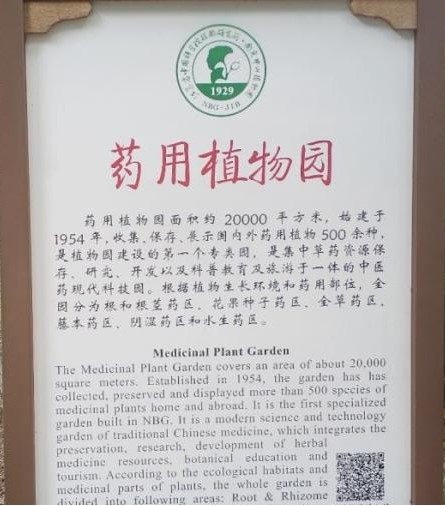 1929
NBG·JIB
药用植物园
药用植物园面积约 20000 平方米，始建于
1954 年，收集、保存、展示国内外药用植物 500 余种，
是植物园建设的第一个专类园，是集中草药资源保
存、研究、开发以及科普教育及旅游于一体的中医
药现代科技园。根据植物生长环境和药用部位，全
园分为根和根茎药区、花果种子药区、全草药区、
藤本药区、阴湿药区和水生药区。
Medicinal Plant Garden
The Medicinal Plant Garden covers an area of about 20,000
square meters. Established in 1954, the garden has has
collected, preserved and displayed more than 500 species of
medicinal plants home and abroad. It is the first specialized
garden built in NBG. It is a modern science and technology
garden of traditional Chinese medicine, which integrates the
preservation, research, development of herbal
medicine resources, botanical education and
tourism. According to the ecological habitats and
medicinal parts of plants, the whole garden is
divided into following areas: Root & Rhizome